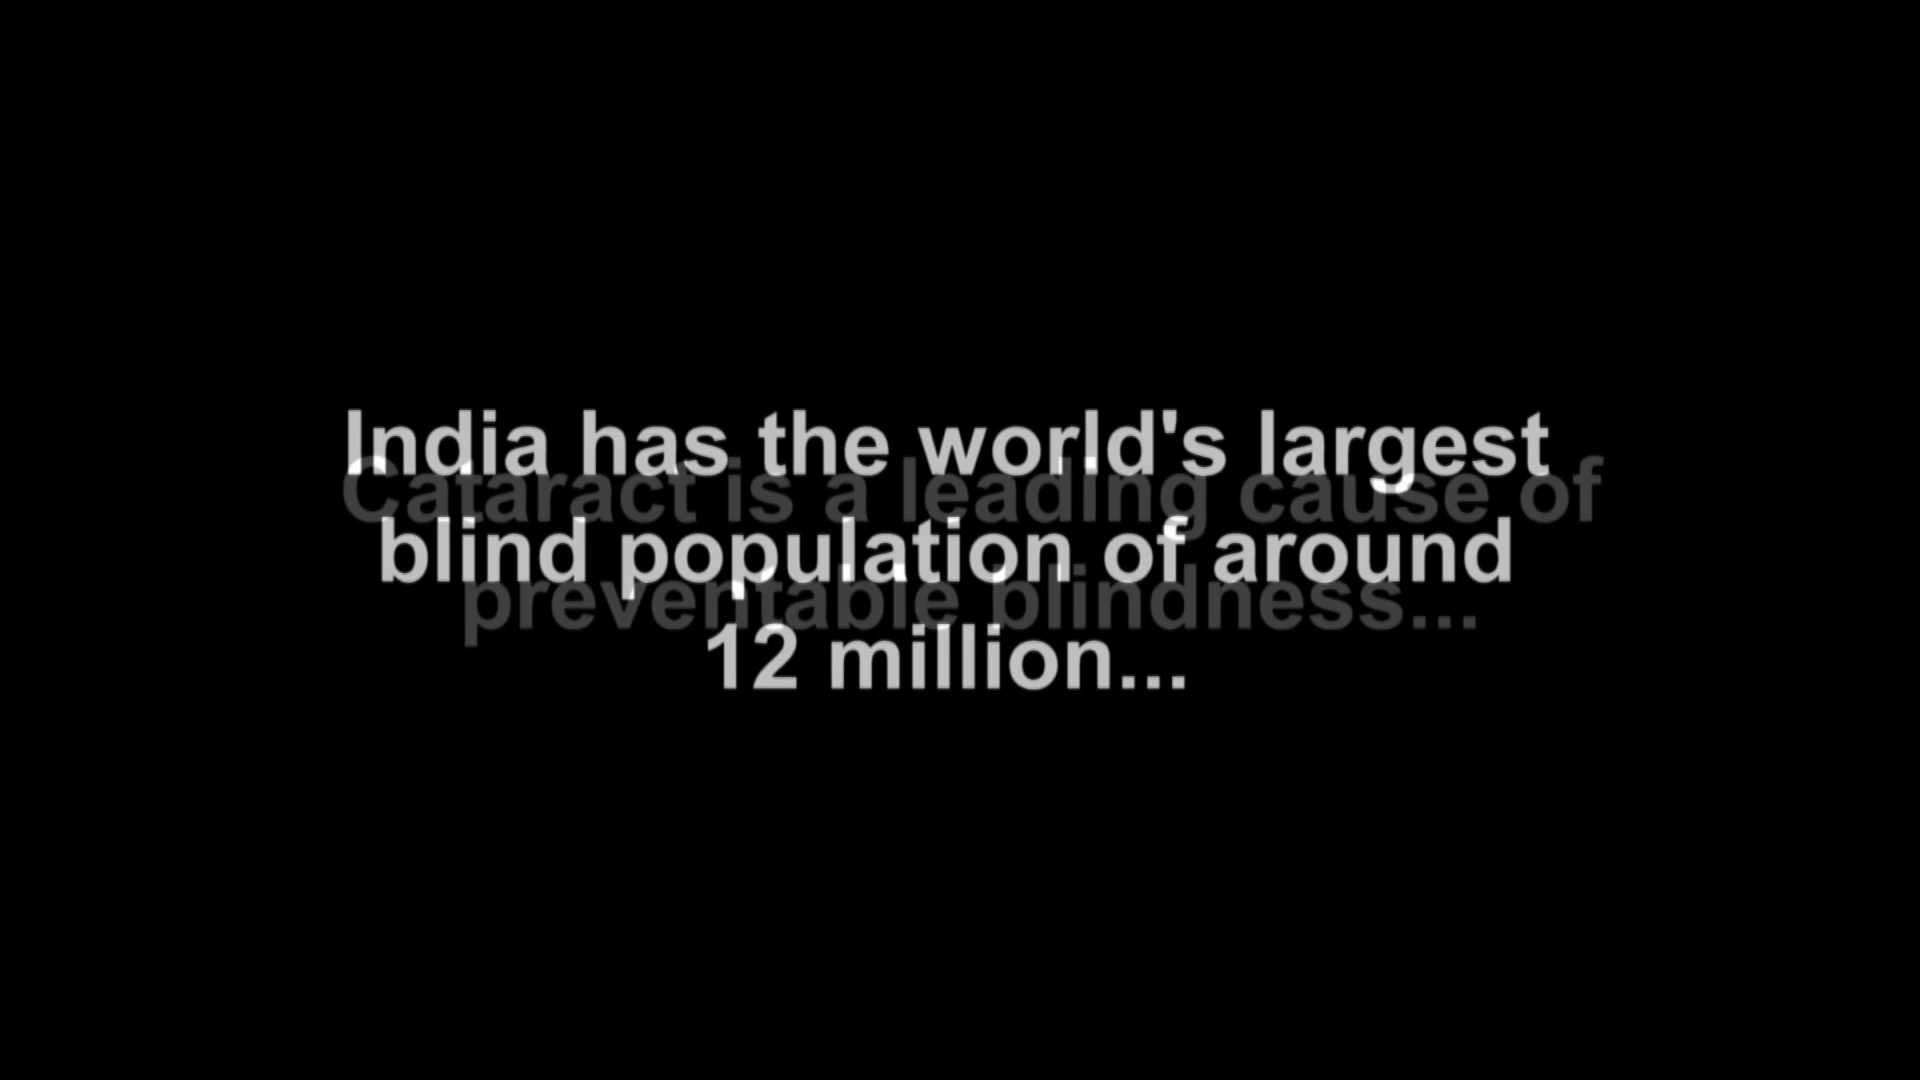 India has the world's largest
blind population of around
12 million...
Cataract is a leading cause of
preventable blindness...